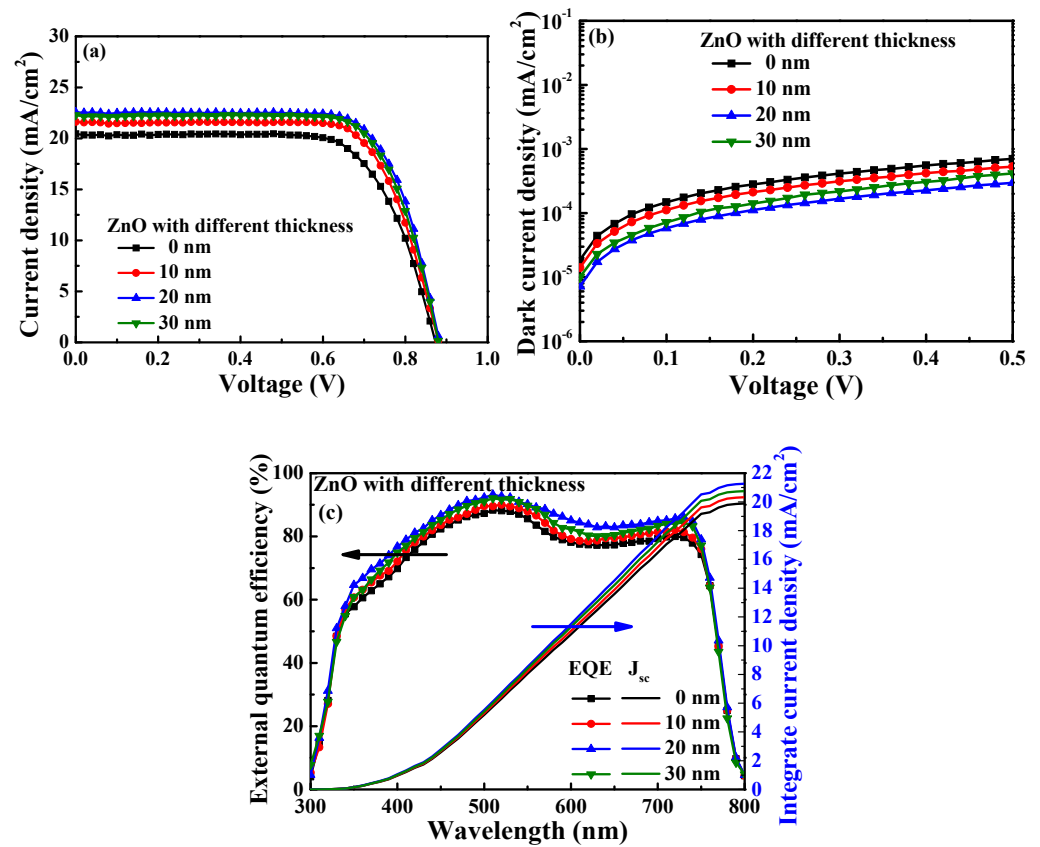 (a)
30
25
20
15
10
5
0
Current density (mA/cm²)
ZnO with different thickness
0 nm
10 nm
20 nm
30 nm
0.0 0.2 0.4 0.6 0.8 1.0
Voltage (V)
(b)
ZnO with different thickness
0 nm
10 nm
20 nm
30 nm
10⁻¹
10⁻²
10⁻³
10⁻⁴
10⁻⁵
10⁻⁶
Dark current density (mA/cm²)
0.0 0.1 0.2 0.3 0.4 0.5
Voltage (V)
ZnO with different thickness
(c)
100
80
60
40
20
0
External quantum efficiency (%)
22
20
18
16
14
12
10
8
6
4
2
0
Integrate current density (mA/cm²)
EQE J_sc
0 nm
10 nm
20 nm
30 nm
300 400 500 600 700 800
Wavelength (nm)